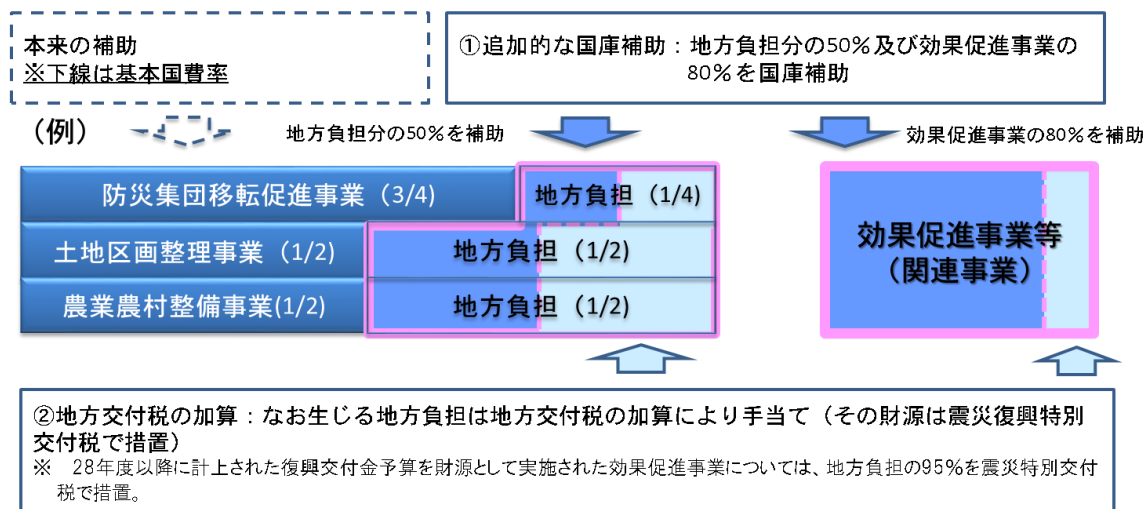 本来の補助
※下線は基本国費率
①追加的な国庫補助：地方負担分の50％及び効果促進事業の
80％を国庫補助
（例）
地方負担分の50％を補助
効果促進事業の80％を補助
防災集団移転促進事業（3/4）
地方負担（1/4）
土地区画整理事業（1/2）
地方負担（1/2）
農業農村整備事業(1/2)
地方負担（1/2）
効果促進事業等
（関連事業）
②地方交付税の加算：なお生じる地方負担は地方交付税の加算により手当て（その財源は震災復興特別
交付税で措置）
※　28年度以降に計上された復興交付金予算を財源として実施された効果促進事業については、地方負担の95％を震災特別交付
税で措置。